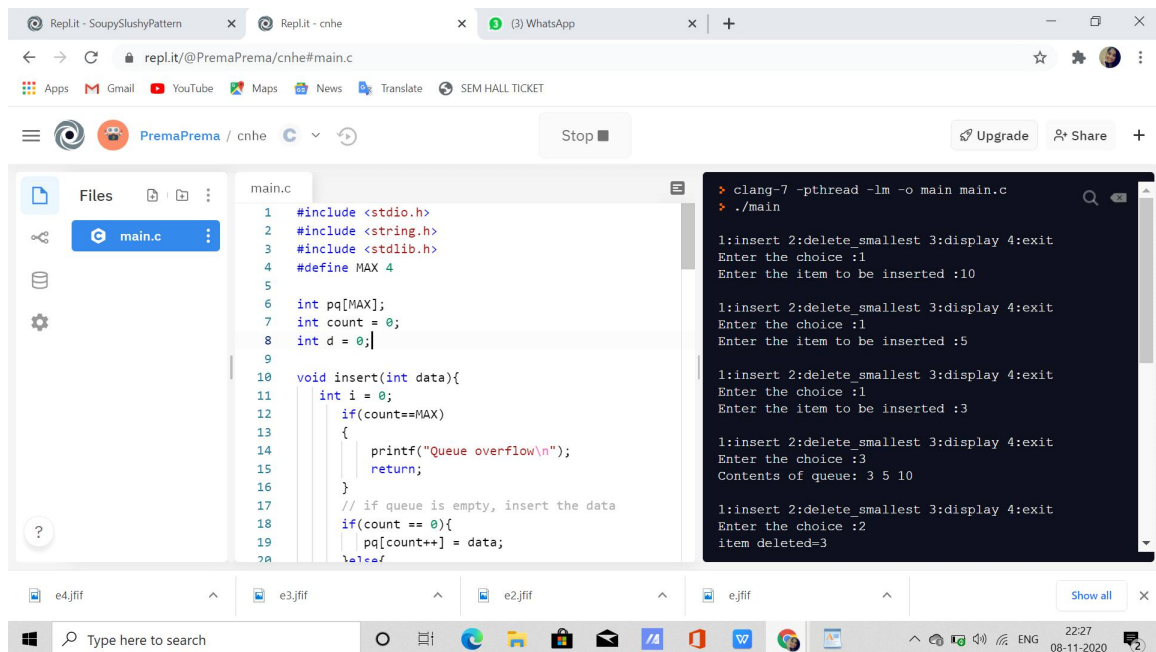 Repl.it - SoupySlushyPattern
Repl.it - cnhe
3 (3) WhatsApp
repl.it/@PremaPrema/cnhe#main.c
Apps Gmail YouTube Maps News Translate SEM HALL TICKET
PremaPrema / cnhe C
Stop
Upgrade
Share
Files
main.c
main.c
1 #include <stdio.h>
2 #include <string.h>
3 #include <stdlib.h>
4 #define MAX 4
5
6 int pq[MAX];
7 int count = 0;
8 int d = 0;
9
10 void insert(int data){
11 int i = 0;
12 if(count==MAX)
13 {
14 printf("Queue overflow\n");
15 return;
16 }
17 // if queue is empty, insert the data
18 if(count == 0){
19 pq[count++] = data;
20 }else{
> clang-7 -pthread -lm -o main main.c
> ./main
1:insert 2:delete_smallest 3:display 4:exit
Enter the choice :1
Enter the item to be inserted :10
1:insert 2:delete_smallest 3:display 4:exit
Enter the choice :1
Enter the item to be inserted :5
1:insert 2:delete_smallest 3:display 4:exit
Enter the choice :1
Enter the item to be inserted :3
1:insert 2:delete_smallest 3:display 4:exit
Enter the choice :3
Contents of queue: 3 5 10
1:insert 2:delete_smallest 3:display 4:exit
Enter the choice :2
item deleted=3
?
e4.jfif
e3.jfif
e2.jfif
e.jfif
Show all
Type here to search
ENG
22:27
08-11-2020
2